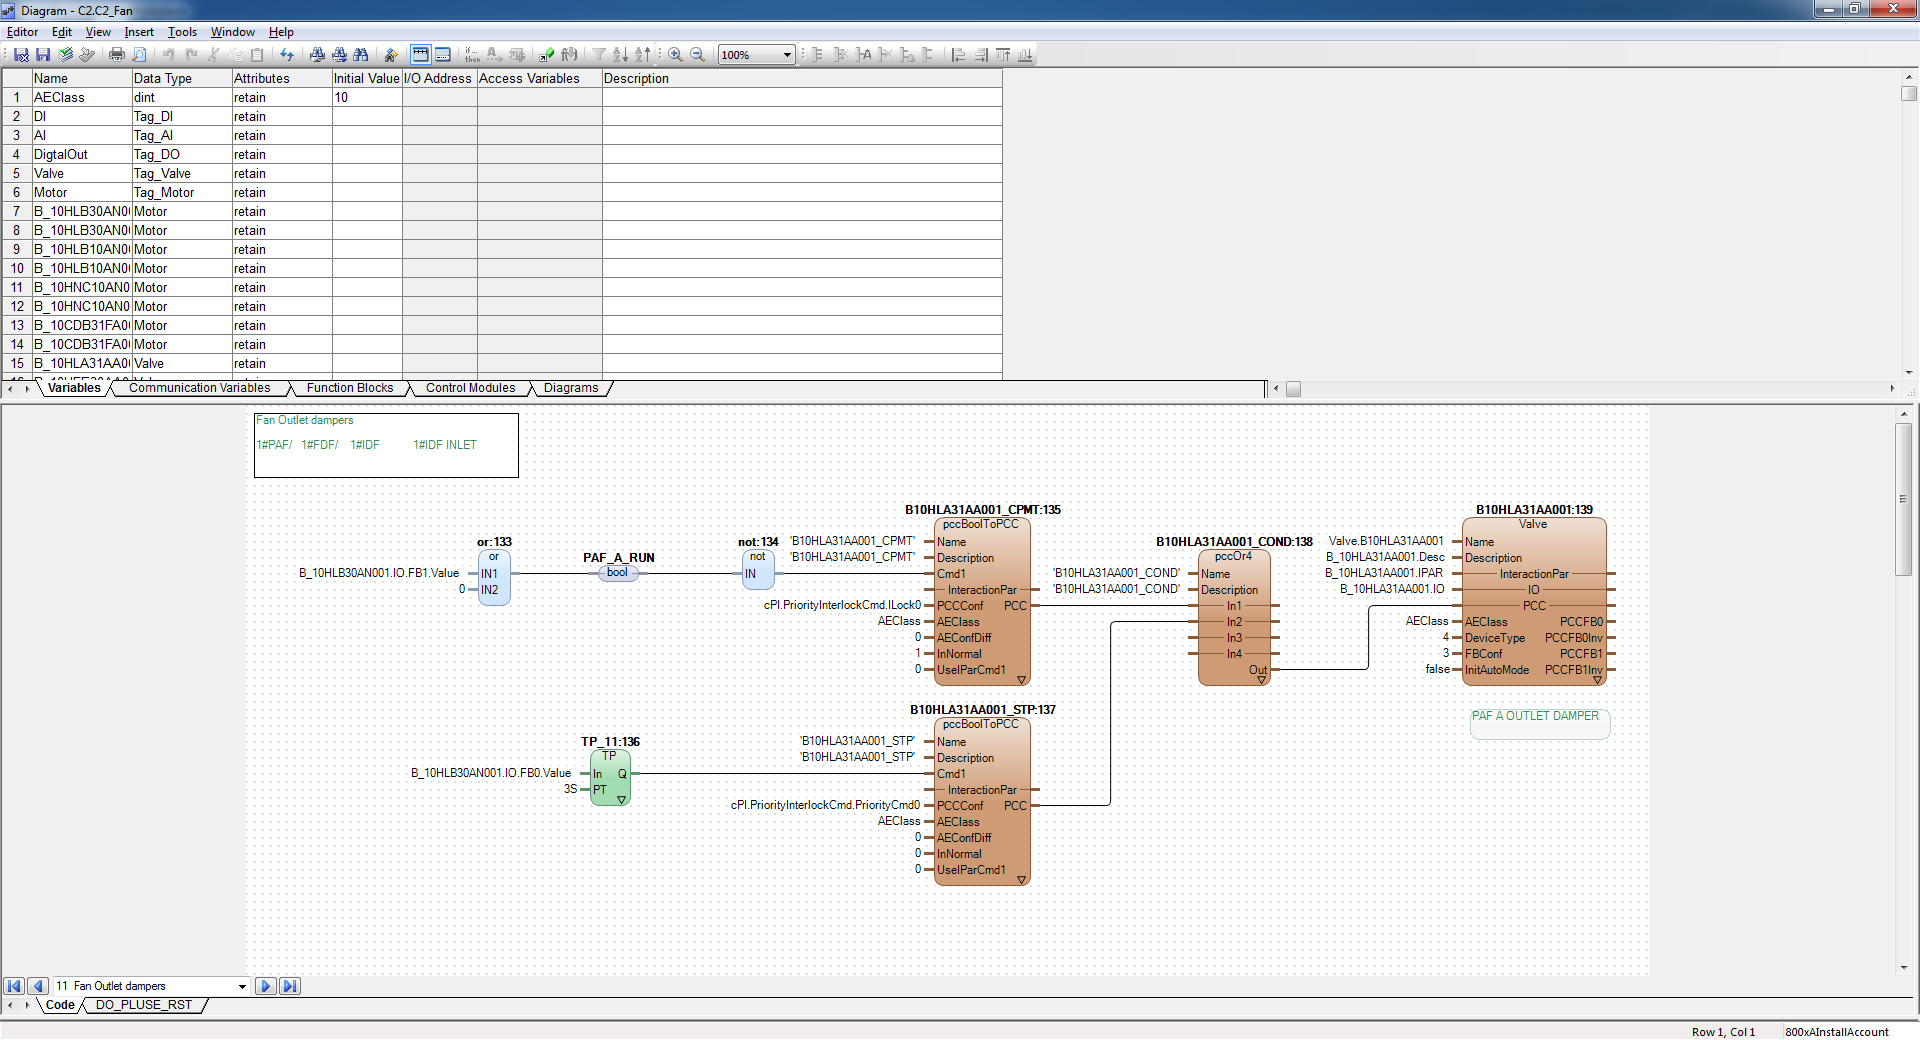 Diagram - C2.C2_Fan
Editor Edit View Insert Tools Window Help
if... then
100%
Name Data Type Attributes Initial Value I/O Address Access Variables Description
1 AEClass dint retain 10
2 DI Tag_DI retain
3 AI Tag_AI retain
4 DigtalOut Tag_DO retain
5 Valve Tag_Valve retain
6 Motor Tag_Motor retain
7 B_10HLB30AN0 Motor retain
8 B_10HLB30AN0 Motor retain
9 B_10HLB10AN0 Motor retain
10 B_10HLB10AN0 Motor retain
11 B_10HNC10AN0 Motor retain
12 B_10HNC10AN0 Motor retain
13 B_10CDB31FA0 Motor retain
14 B_10CDB31FA0 Motor retain
15 B_10HLA31AA0 Valve retain
Variables Communication Variables Function Blocks Control Modules Diagrams
Fan Outlet dampers
1#PAF/ 1#FDF/ 1#IDF 1#IDF INLET
or:133
or
B_10HLB30AN001.IO.FB1.Value IN1
0 IN2
PAF_A_RUN
bool
not:134
not
IN
B10HLA31AA001_CPMT:135
pccBoolToPCC
'B10HLA31AA001_CPMT' Name
'B10HLA31AA001_CPMT' Description
Cmd1
InteractionPar
cPI.PriorityInterlockCmd.ILock0 PCCConf PCC
AEClass AEClass
0 AEConfDiff
1 InNormal
0 UseIParCmd1
B10HLA31AA001_COND:138
pccOr4
'B10HLA31AA001_COND' Name
'B10HLA31AA001_COND' Description
In1
In2
In3
In4
Out
B10HLA31AA001:139
Valve
Valve.B10HLA31AA001 Name
B_10HLA31AA001.Desc Description
B_10HLA31AA001.IPAR InteractionPar
B_10HLA31AA001.IO IO
PCC
AEClass AEClass PCCFB0
4 DeviceType PCCFB0Inv
3 FBConf PCCFB1
false InitAutoMode PCCFB1Inv
PAF A OUTLET DAMPER
TP_11:136
TP
B_10HLB30AN001.IO.FB0.Value In Q
3S PT
B10HLA31AA001_STP:137
pccBoolToPCC
'B10HLA31AA001_STP' Name
'B10HLA31AA001_STP' Description
Cmd1
InteractionPar
cPI.PriorityInterlockCmd.PriorityCmd0 PCCConf PCC
AEClass AEClass
0 AEConfDiff
0 InNormal
0 UseIParCmd1
11 Fan Outlet dampers
Code DO_PLUSE_RST
Row 1, Col 1 800xAInstallAccount